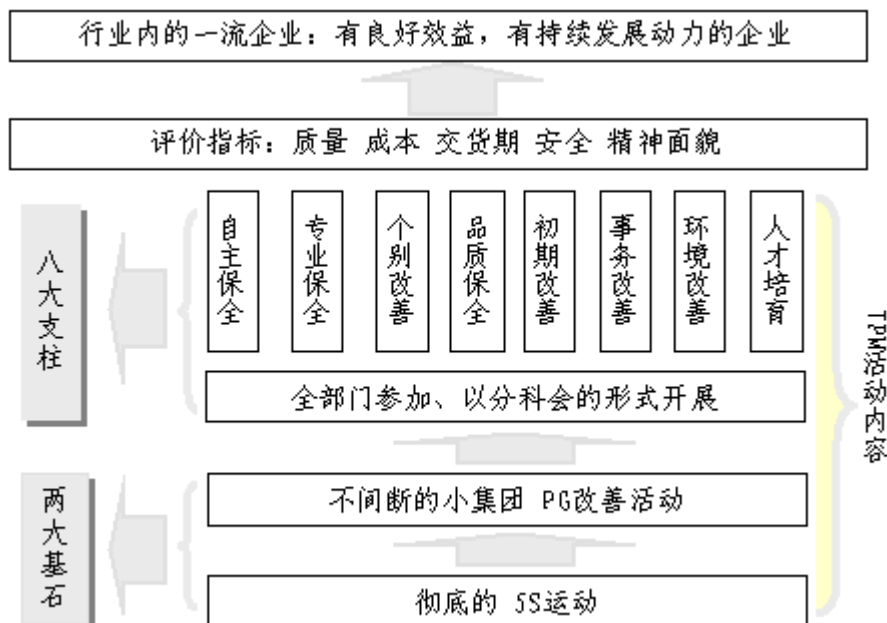 行业内的一流企业：有良好效益，有持续发展动力的企业
评价指标：质量 成本 交货期 安全 精神面貌
八大支柱
自主保全
专业保全
个别改善
品质保全
初期改善
事务改善
环境改善
人才培育
全部门参加、以分科会的形式开展
TPM活动内容
两大基石
不间断的小集团 PG改善活动
彻底的 5S运动